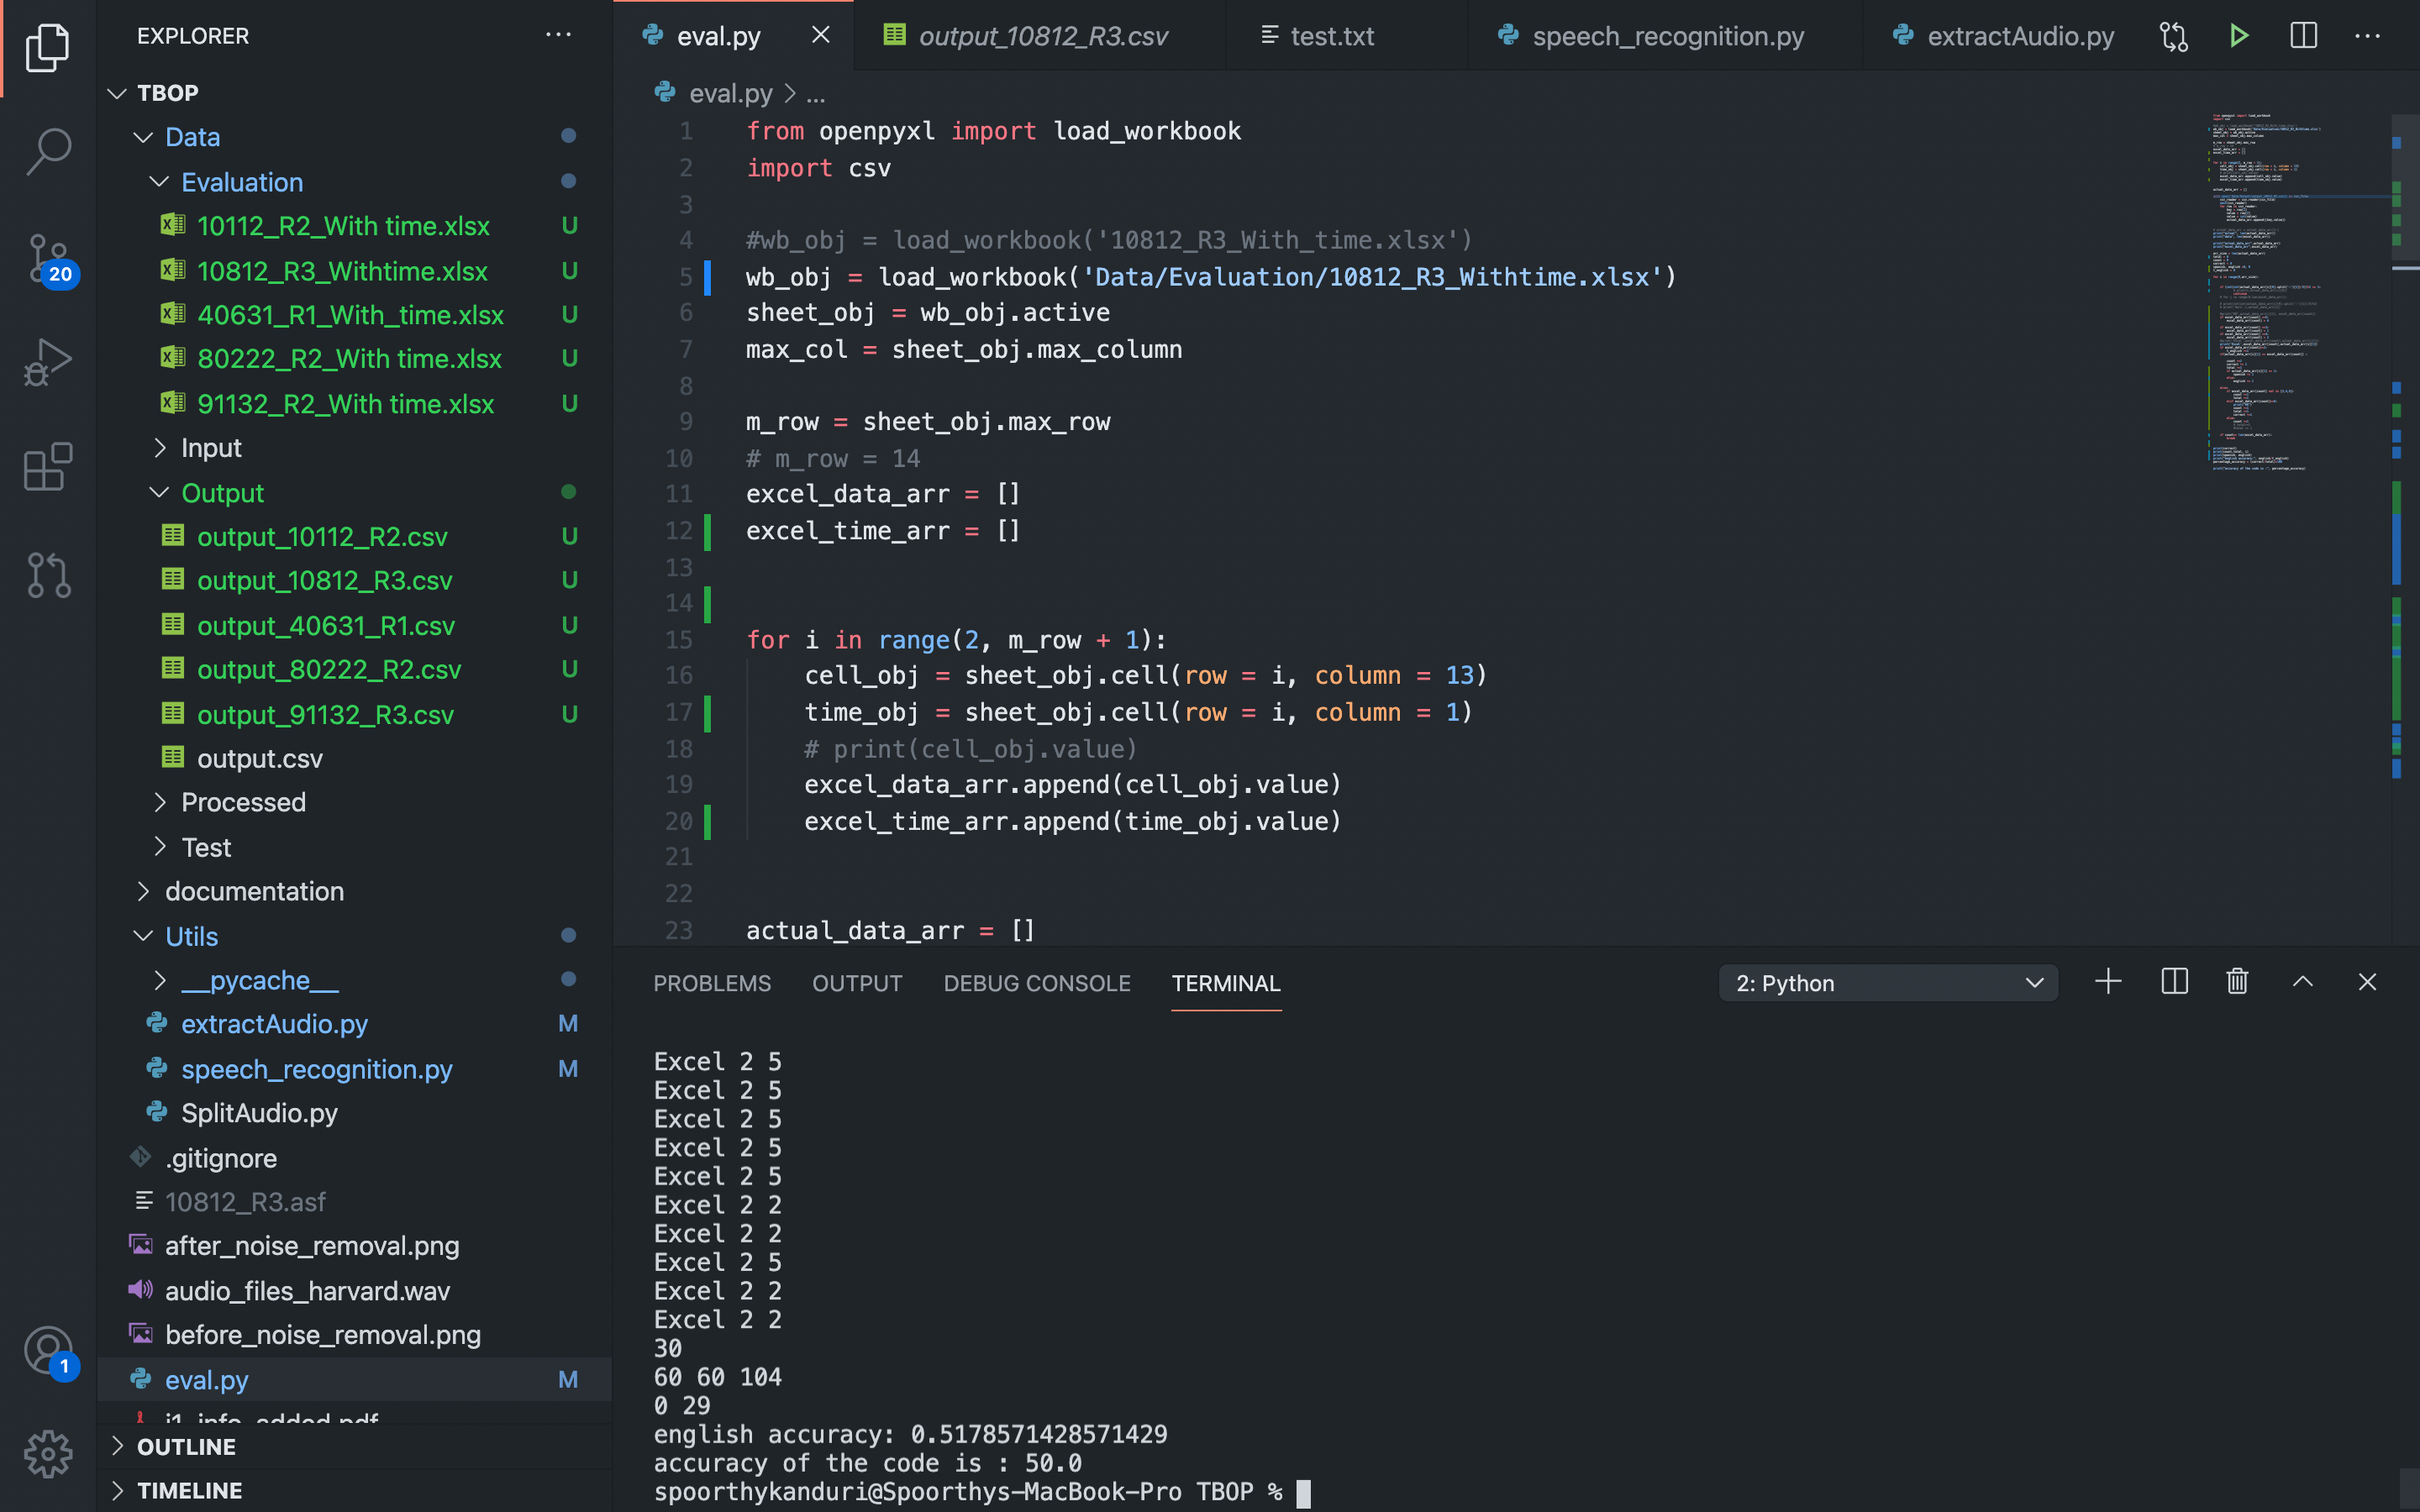 EXPLORER
TBOP
Data
Evaluation
10112_R2_With time.xlsx U
10812_R3_Withtime.xlsx U
40631_R1_With_time.xlsx U
80222_R2_With time.xlsx U
91132_R2_With time.xlsx U
Input
Output
output_10112_R2.csv U
output_10812_R3.csv U
output_40631_R1.csv U
output_80222_R2.csv U
output_91132_R3.csv U
output.csv
Processed
Test
documentation
Utils
__pycache__
extractAudio.py M
speech_recognition.py M
SplitAudio.py
.gitignore
10812_R3.asf
after_noise_removal.png
audio_files_harvard.wav
before_noise_removal.png
eval.py M
OUTLINE
TIMELINE
20
1
eval.py output_10812_R3.csv test.txt speech_recognition.py extractAudio.py
eval.py > ...
1 from openpyxl import load_workbook
2 import csv
3
4 #wb_obj = load_workbook('10812_R3_With_time.xlsx')
5 wb_obj = load_workbook('Data/Evaluation/10812_R3_Withtime.xlsx')
6 sheet_obj = wb_obj.active
7 max_col = sheet_obj.max_column
8
9 m_row = sheet_obj.max_row
10 # m_row = 14
11 excel_data_arr = []
12 excel_time_arr = []
13
14
15 for i in range(2, m_row + 1):
16 cell_obj = sheet_obj.cell(row = i, column = 13)
17 time_obj = sheet_obj.cell(row = i, column = 1)
18 # print(cell_obj.value)
19 excel_data_arr.append(cell_obj.value)
20 excel_time_arr.append(time_obj.value)
21
22
23 actual_data_arr = []
PROBLEMS OUTPUT DEBUG CONSOLE TERMINAL 2: Python
Excel 2 5
Excel 2 5
Excel 2 5
Excel 2 5
Excel 2 5
Excel 2 2
Excel 2 2
Excel 2 5
Excel 2 2
Excel 2 2
30
60 60 104
0 29
english accuracy: 0.5178571428571429
accuracy of the code is : 50.0
spoorthykanduri@Spoorthys-MacBook-Pro TBOP %